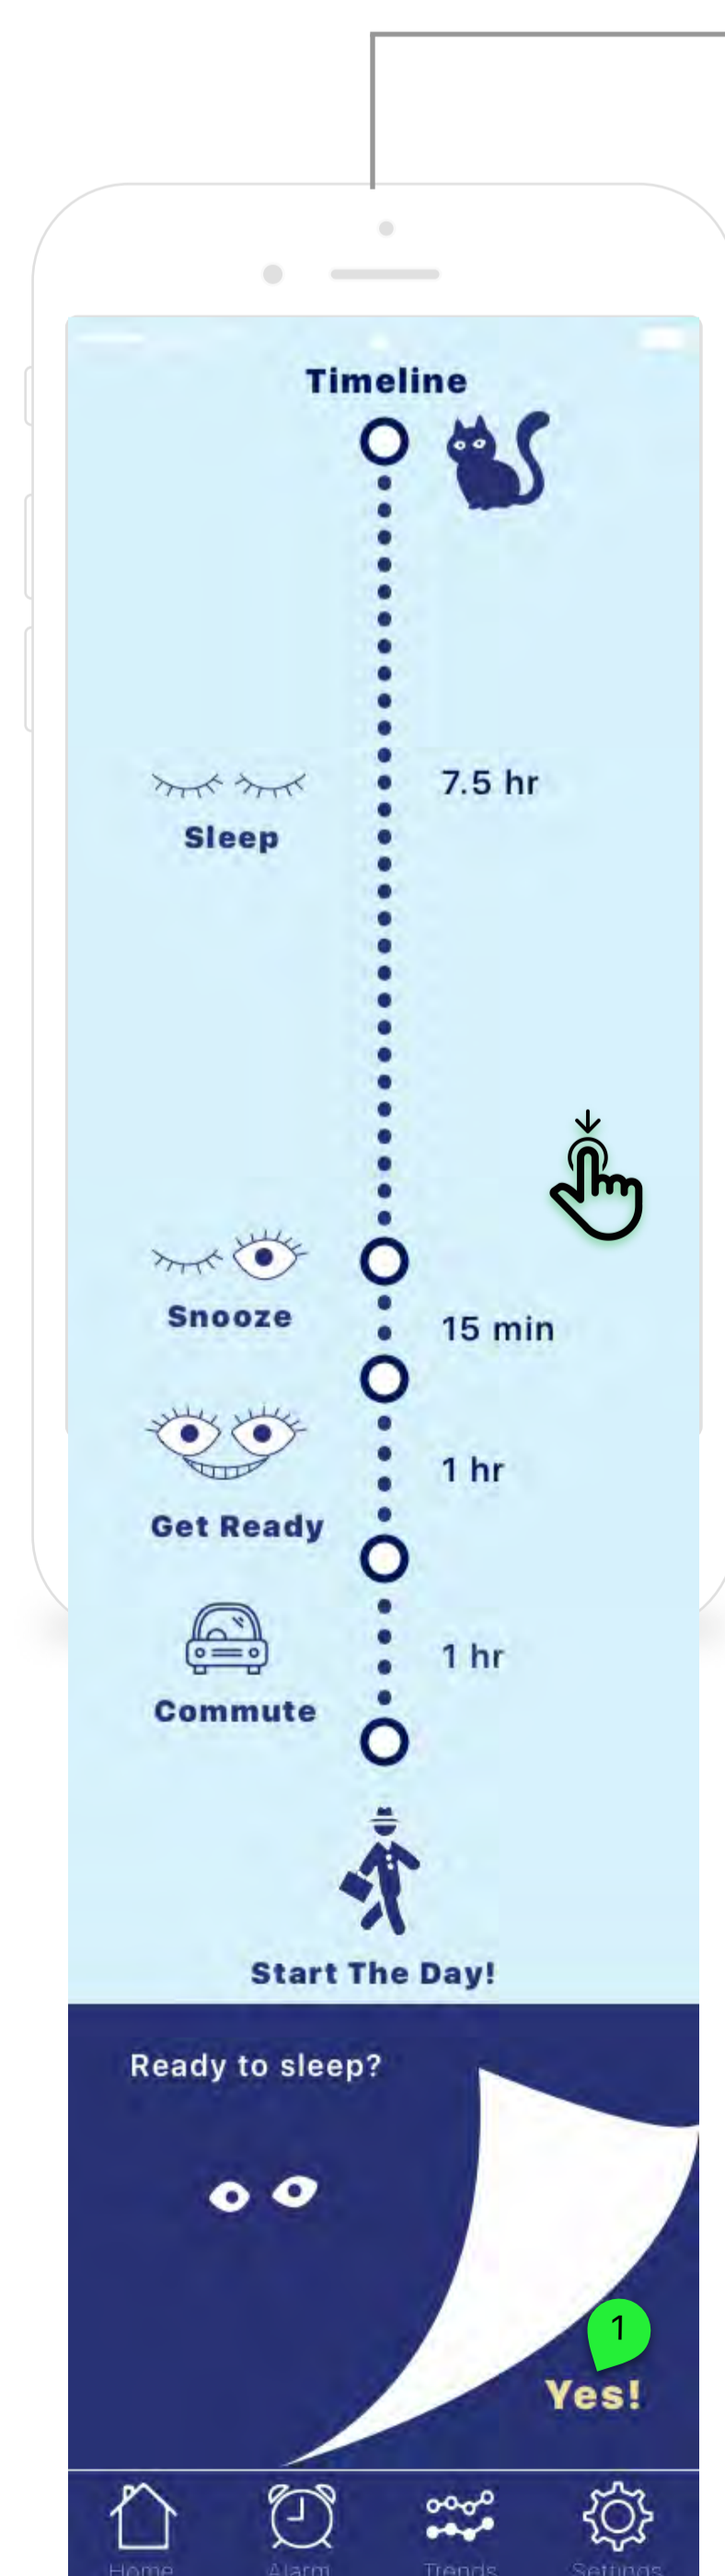 Timeline
7.5 hr
Sleep
Snooze
15 min
1 hr
Get Ready
1 hr
Commute
Start The Day!
Ready to sleep?
1
Yes!
Home Alarm Trends Settings